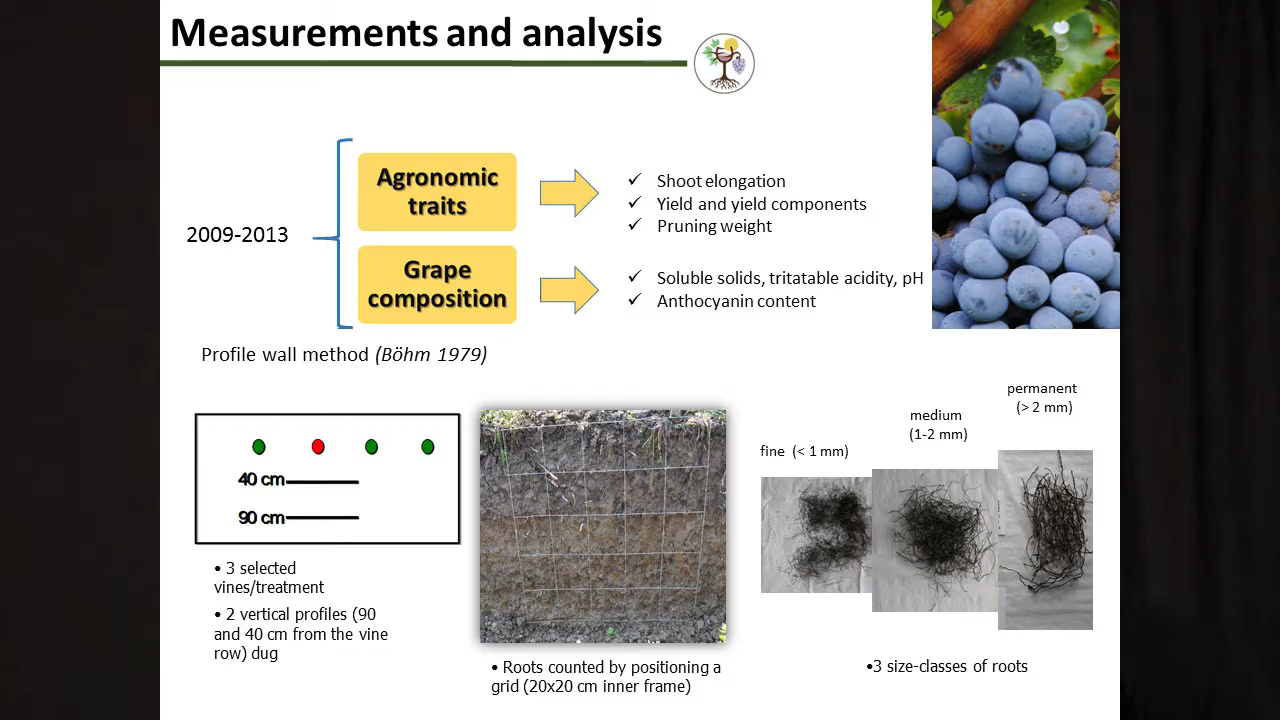 Measurements and analysis
2009-2013
Agronomic
traits
✓ Shoot elongation
✓ Yield and yield components
✓ Pruning weight
Grape
composition
✓ Soluble solids, tritatable acidity, pH
✓ Anthocyanin content
Profile wall method (Böhm 1979)
40 cm
90 cm
• 3 selected
vines/treatment
• 2 vertical profiles (90
and 40 cm from the vine
row) dug
• Roots counted by positioning a
grid (20x20 cm inner frame)
fine (< 1 mm)
medium
(1-2 mm)
permanent
(> 2 mm)
•3 size-classes of roots